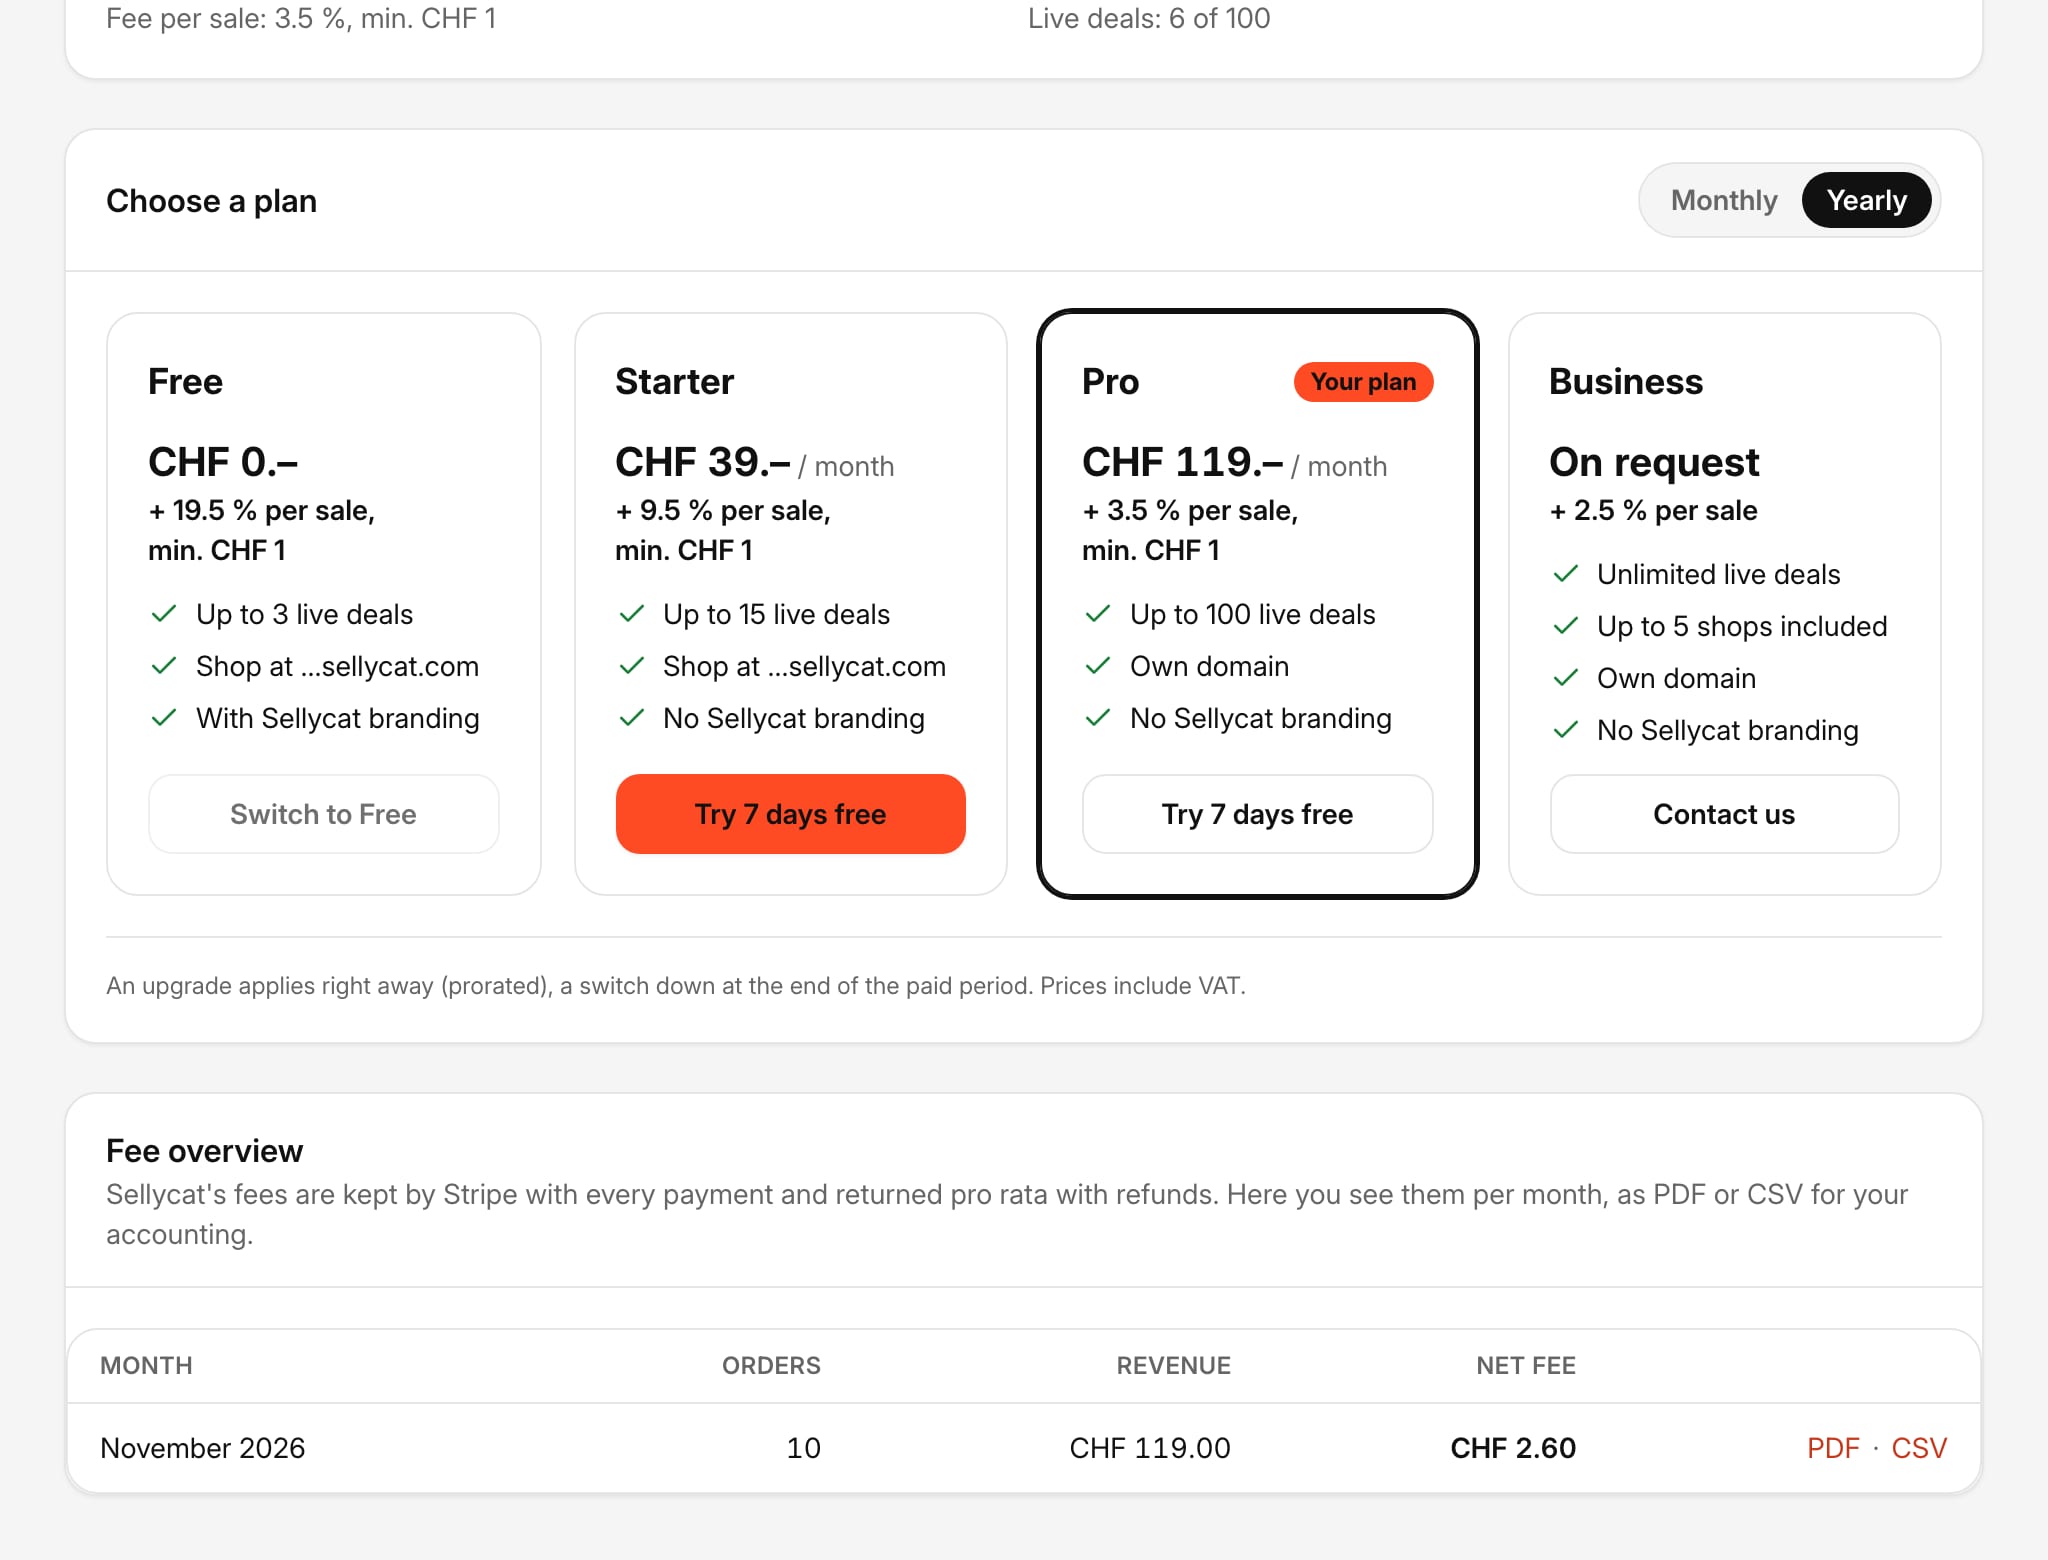 Fee per sale: 3.5 %, min. CHF 1
Live deals: 6 of 100
Choose a plan
Monthly
Yearly
Free
CHF 0.–
+ 19.5 % per sale,
min. CHF 1
Up to 3 live deals
Shop at ...sellycat.com
With Sellycat branding
Switch to Free
Starter
CHF 39.– / month
+ 9.5 % per sale,
min. CHF 1
Up to 15 live deals
Shop at ...sellycat.com
No Sellycat branding
Try 7 days free
Pro
Your plan
CHF 119.– / month
+ 3.5 % per sale,
min. CHF 1
Up to 100 live deals
Own domain
No Sellycat branding
Try 7 days free
Business
On request
+ 2.5 % per sale
Unlimited live deals
Up to 5 shops included
Own domain
No Sellycat branding
Contact us
An upgrade applies right away (prorated), a switch down at the end of the paid period. Prices include VAT.
Fee overview
Sellycat's fees are kept by Stripe with every payment and returned pro rata with refunds. Here you see them per month, as PDF or CSV for your
accounting.
MONTH ORDERS REVENUE NET FEE
November 2026 10 CHF 119.00 CHF 2.60 PDF · CSV